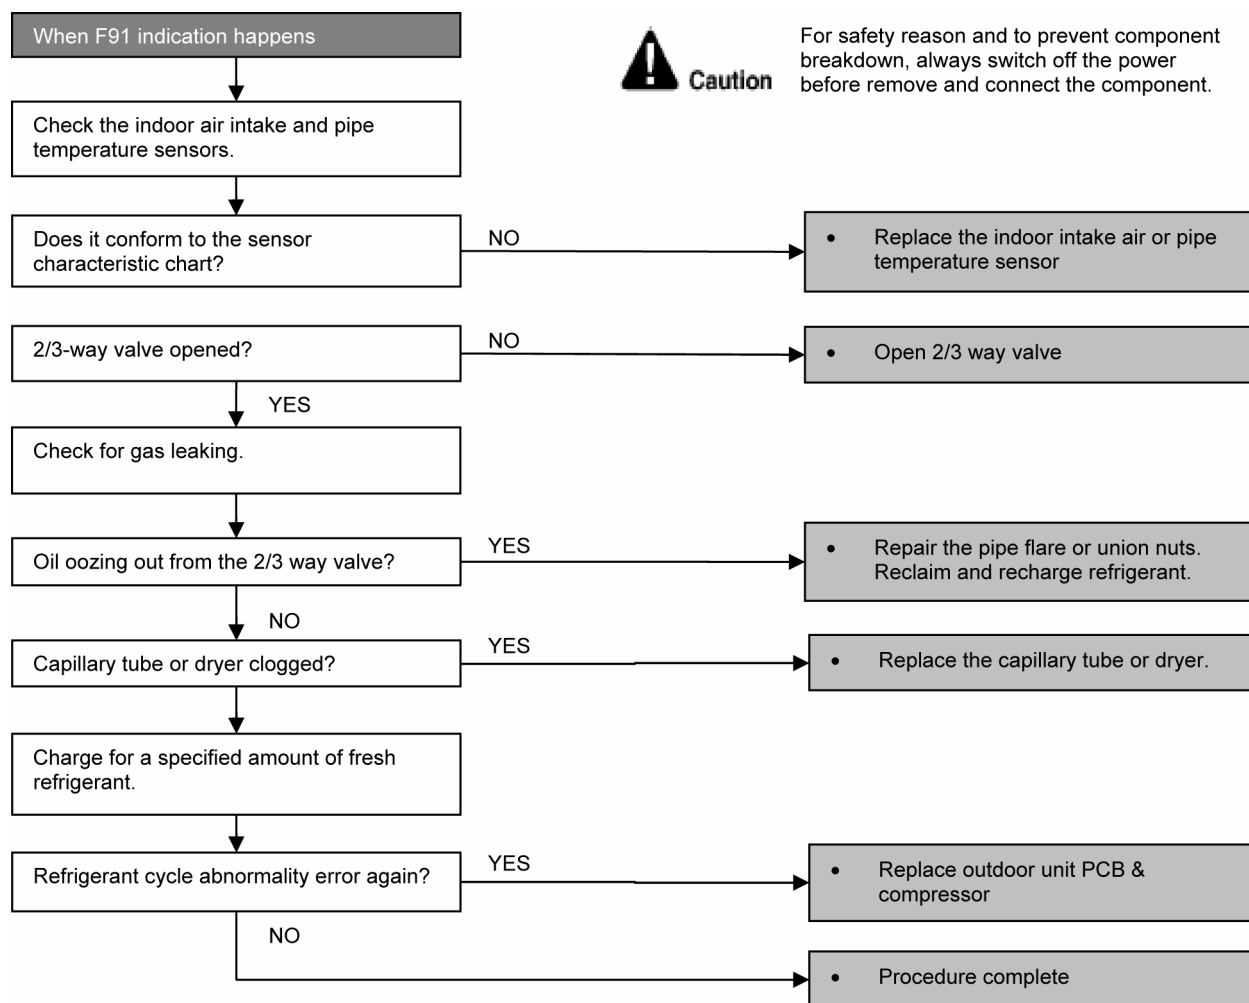 When F91 indication happens
Caution
For safety reason and to prevent component
breakdown, always switch off the power
before remove and connect the component.
Check the indoor air intake and pipe
temperature sensors.
Does it conform to the sensor
characteristic chart?
NO
• Replace the indoor intake air or pipe
temperature sensor
2/3-way valve opened?
NO
• Open 2/3 way valve
YES
Check for gas leaking.
Oil oozing out from the 2/3 way valve?
YES
• Repair the pipe flare or union nuts.
Reclaim and recharge refrigerant.
NO
Capillary tube or dryer clogged?
YES
• Replace the capillary tube or dryer.
Charge for a specified amount of fresh
refrigerant.
Refrigerant cycle abnormality error again?
YES
• Replace outdoor unit PCB &
compressor
NO
• Procedure complete